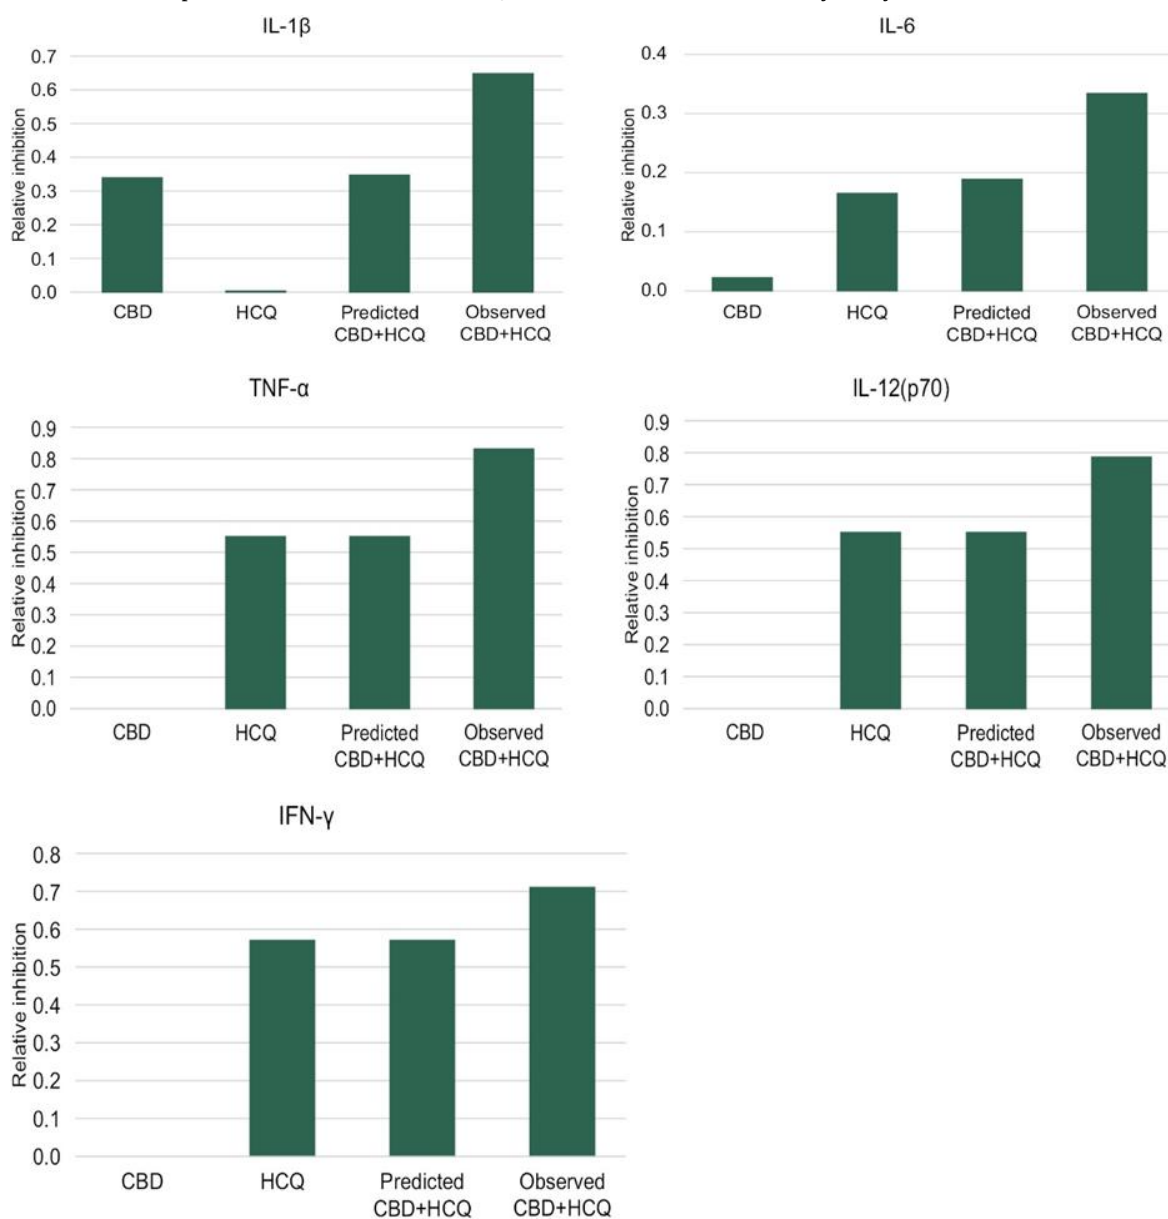 IL-1β
Relative inhibition
0.7
0.6
0.5
0.4
0.3
0.2
0.1
0.0
CBD
HCQ
Predicted
CBD+HCQ
Observed
CBD+HCQ
IL-6
Relative inhibition
0.4
0.3
0.2
0.1
0.0
CBD
HCQ
Predicted
CBD+HCQ
Observed
CBD+HCQ
TNF-α
Relative inhibition
0.9
0.8
0.7
0.6
0.5
0.4
0.3
0.2
0.1
0.0
CBD
HCQ
Predicted
CBD+HCQ
Observed
CBD+HCQ
IL-12(p70)
Relative inhibition
0.9
0.8
0.7
0.6
0.5
0.4
0.3
0.2
0.1
0.0
CBD
HCQ
Predicted
CBD+HCQ
Observed
CBD+HCQ
IFN-γ
Relative inhibition
0.8
0.7
0.6
0.5
0.4
0.3
0.2
0.1
0.0
CBD
HCQ
Predicted
CBD+HCQ
Observed
CBD+HCQ